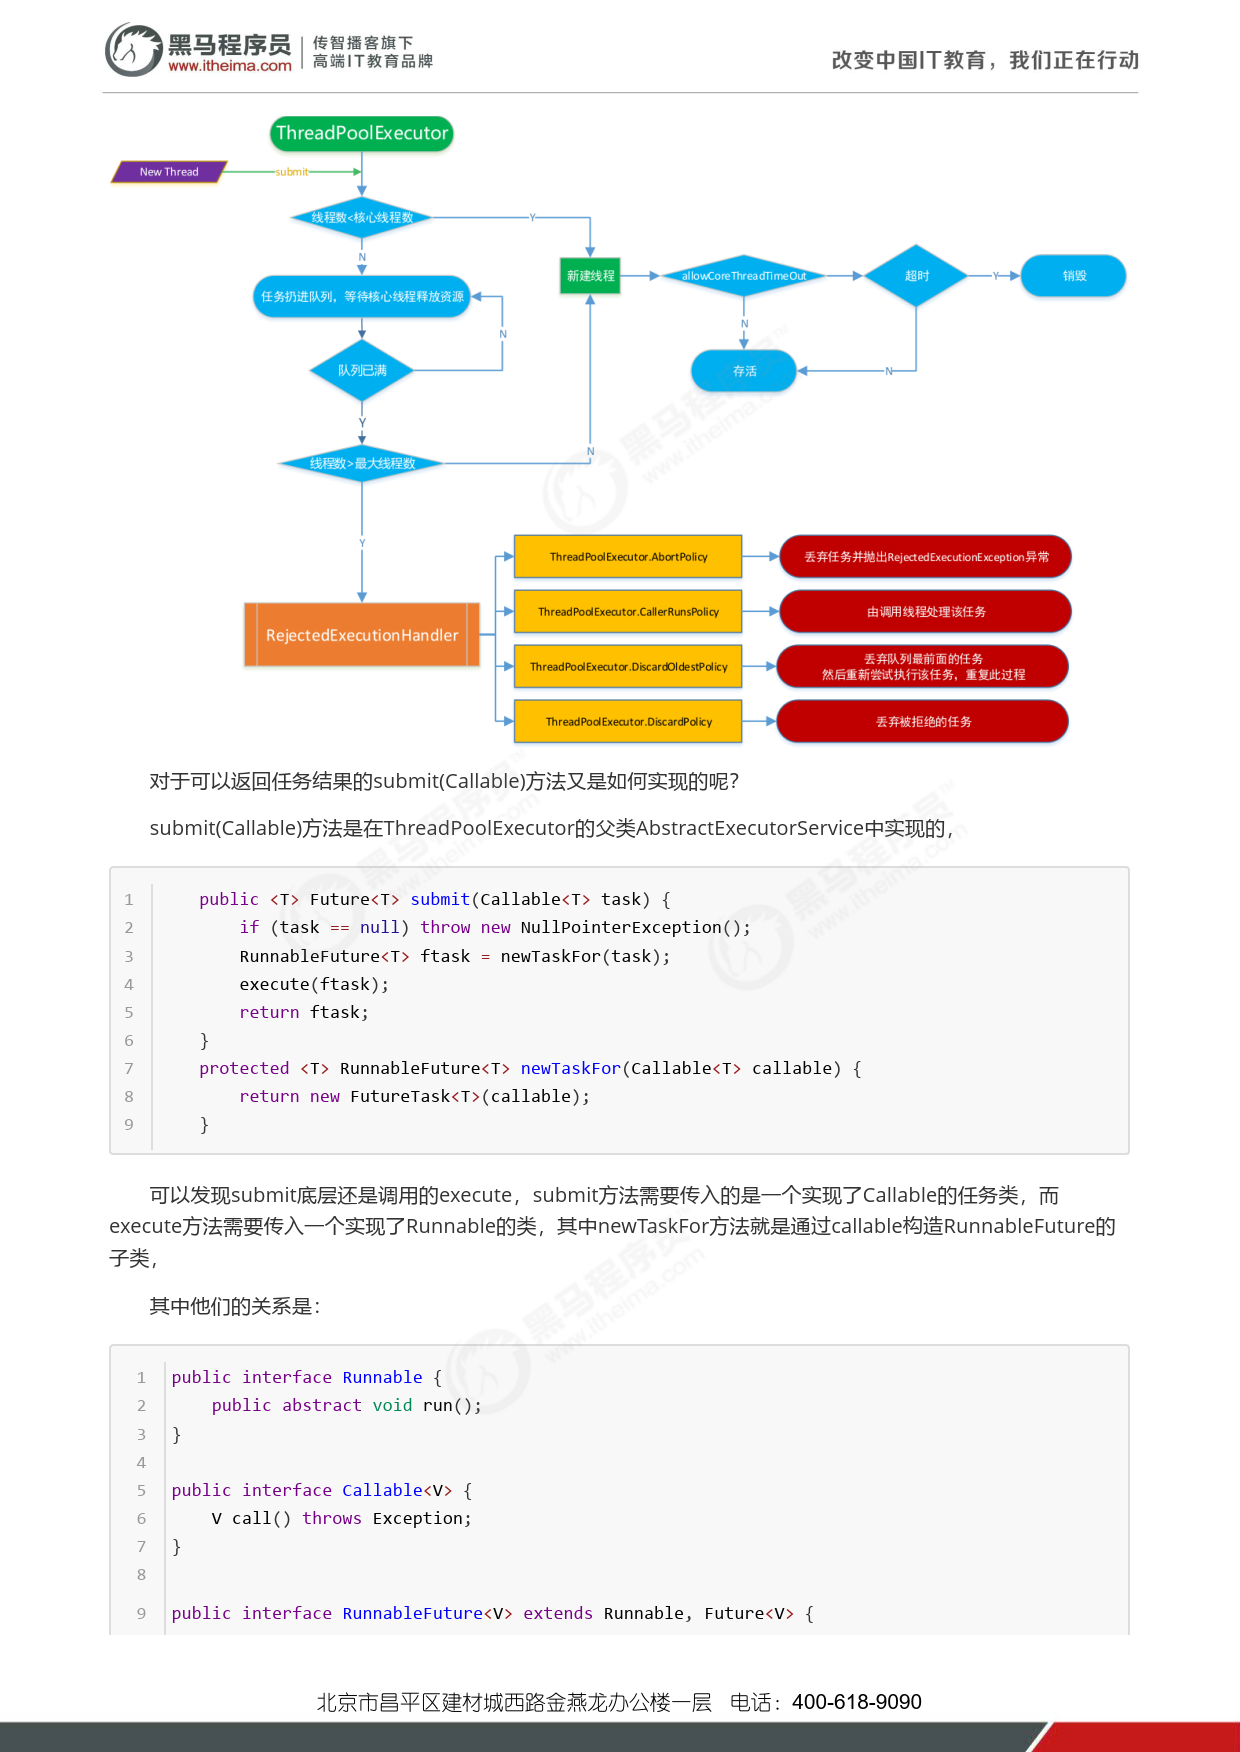 黑马程序员
www.itheima.com
传智播客旗下
高端IT教育品牌
改变中国IT教育，我们正在行动
ThreadPoolExecutor
New Thread
submit
线程数<核心线程数
Y
N
新建线程
allowCoreThreadTimeOut
超时
Y
销毁
任务扔进队列，等待核心线程释放资源
N
N
队列已满
存活
N
Y
N
线程数>最大线程数
Y
ThreadPoolExecutor.AbortPolicy
丢弃任务并抛出RejectedExecutionException异常
ThreadPoolExecutor.CallerRunsPolicy
由调用线程处理该任务
RejectedExecutionHandler
ThreadPoolExecutor.DiscardOldestPolicy
丢弃队列最前面的任务
然后重新尝试执行该任务，重复此过程
ThreadPoolExecutor.DiscardPolicy
丢弃被拒绝的任务
对于可以返回任务结果的submit(Callable)方法又是如何实现的呢？
submit(Callable)方法是在ThreadPoolExecutor的父类AbstractExecutorService中实现的，
1 public <T> Future<T> submit(Callable<T> task) {
2 if (task == null) throw new NullPointerException();
3 RunnableFuture<T> ftask = newTaskFor(task);
4 execute(ftask);
5 return ftask;
6 }
7 protected <T> RunnableFuture<T> newTaskFor(Callable<T> callable) {
8 return new FutureTask<T>(callable);
9 }
可以发现submit底层还是调用的execute，submit方法需要传入的是一个实现了Callable的任务类，而
execute方法需要传入一个实现了Runnable的类，其中newTaskFor方法就是通过callable构造RunnableFuture的
子类，
其中他们的关系是：
1 public interface Runnable {
2 public abstract void run();
3 }
4
5 public interface Callable<V> {
6 V call() throws Exception;
7 }
8
9 public interface RunnableFuture<V> extends Runnable, Future<V> {
北京市昌平区建材城西路金燕龙办公楼一层 电话：400-618-9090